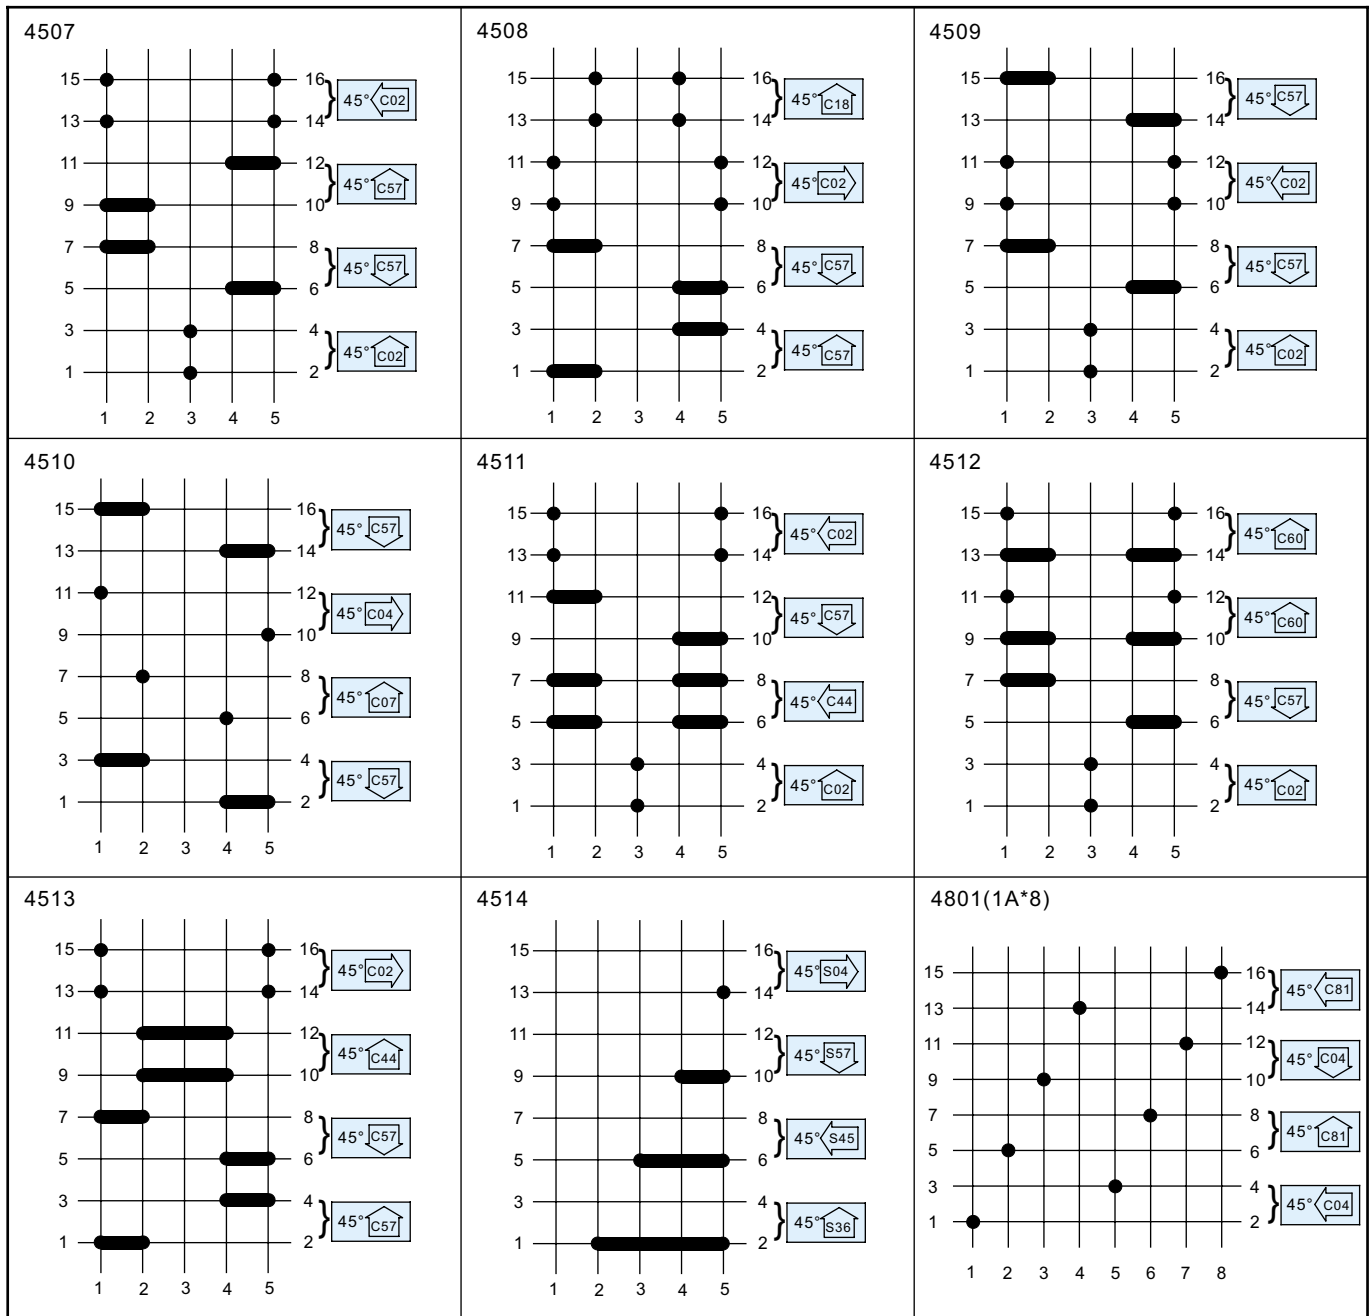 4507
15 16
45° C02
13 14
11 12
45° C57
9 10
7 8
45° C57
5 6
3 4
45° C02
1 2
1 2 3 4 5
4508
15 16
45° C18
13 14
11 12
45° C02
9 10
7 8
45° C57
5 6
3 4
45° C57
1 2
1 2 3 4 5
4509
15 16
45° C57
13 14
11 12
45° C02
9 10
7 8
45° C57
5 6
3 4
45° C02
1 2
1 2 3 4 5
4510
15 16
45° C57
13 14
11 12
45° C04
9 10
7 8
45° C07
5 6
3 4
45° C57
1 2
1 2 3 4 5
4511
15 16
45° C02
13 14
11 12
45° C57
9 10
7 8
45° C44
5 6
3 4
45° C02
1 2
1 2 3 4 5
4512
15 16
45° C60
13 14
11 12
45° C60
9 10
7 8
45° C57
5 6
3 4
45° C02
1 2
1 2 3 4 5
4513
15 16
45° C02
13 14
11 12
45° C44
9 10
7 8
45° C57
5 6
3 4
45° C57
1 2
1 2 3 4 5
4514
15 16
45° S04
13 14
11 12
45° S57
9 10
7 8
45° S45
5 6
3 4
45° S36
1 2
1 2 3 4 5
4801(1A*8)
15 16
45° C81
13 14
11 12
45° C04
9 10
7 8
45° C81
5 6
3 4
45° C04
1 2
1 2 3 4 5 6 7 8